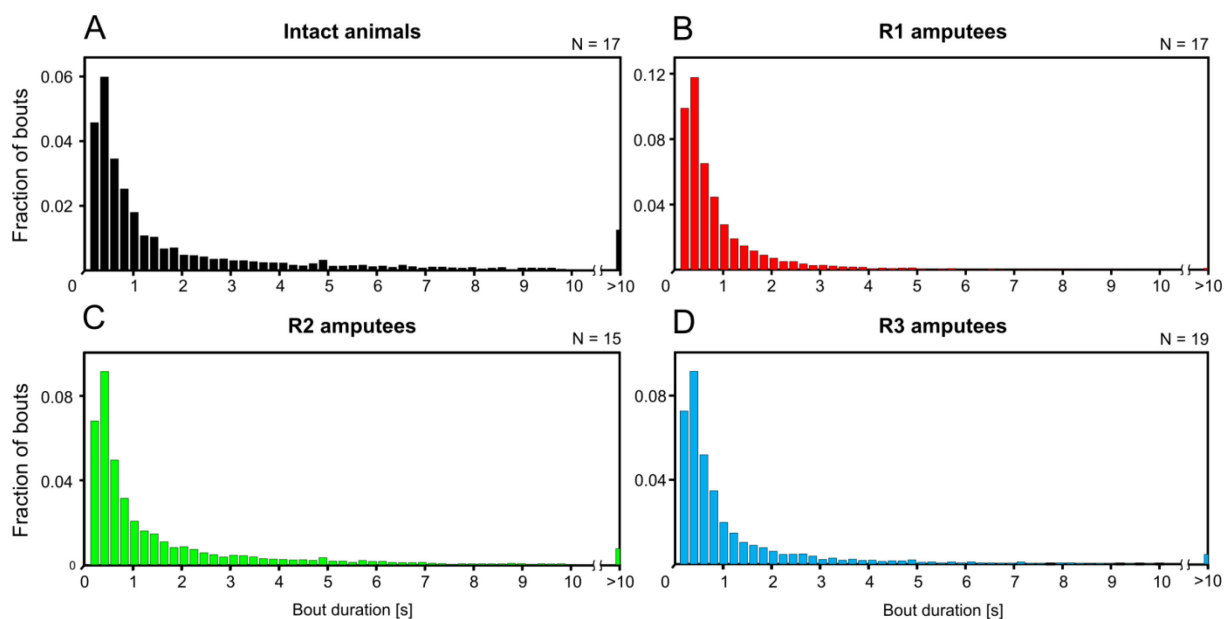 A
Intact animals
N = 17
Fraction of bouts
0.06
0.04
0.02
0 1 2 3 4 5 6 7 8 9 10 >10
B
R1 amputees
N = 17
0.12
0.08
0.04
0 1 2 3 4 5 6 7 8 9 10 >10
C
R2 amputees
N = 15
Fraction of bouts
0.08
0.04
0
0 1 2 3 4 5 6 7 8 9 10 >10
Bout duration [s]
D
R3 amputees
N = 19
0.08
0.04
0 1 2 3 4 5 6 7 8 9 10 >10
Bout duration [s]